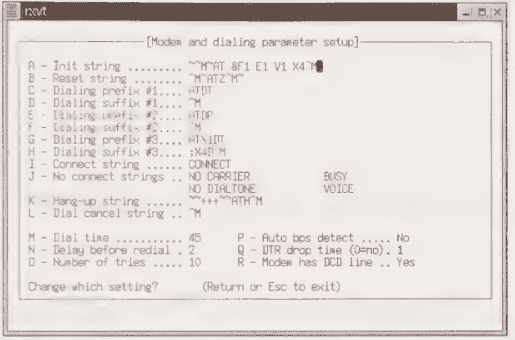 rxvt
[Modem and dialing parameter setup]
A - Init string ......... ~^M~AT &F1 E1 V1 X4^M
B - Reset string ........ ^M~ATZ^M~
C - Dialing prefix #1.... ATDT
D - Dialing suffix #1.... ^M
E - Dialing prefix #2.... ATDP
F - Dialing suffix #2.... ^M
G - Dialing prefix #3.... ATX1DT
H - Dialing suffix #3.... ;X4D^M
I - Connect string ...... CONNECT
J - No connect strings .. NO CARRIER BUSY
NO DIALTONE VOICE
K - Hang-up string ...... ~~+++~~ATH^M
L - Dial cancel string .. ^M
M - Dial time ........... 45 P - Auto bps detect ..... No
N - Delay before redial . 2 Q - DTR drop time (0=no). 1
O - Number of tries ..... 10 R - Modem has DCD line .. Yes
Change which setting? (Return or Esc to exit)